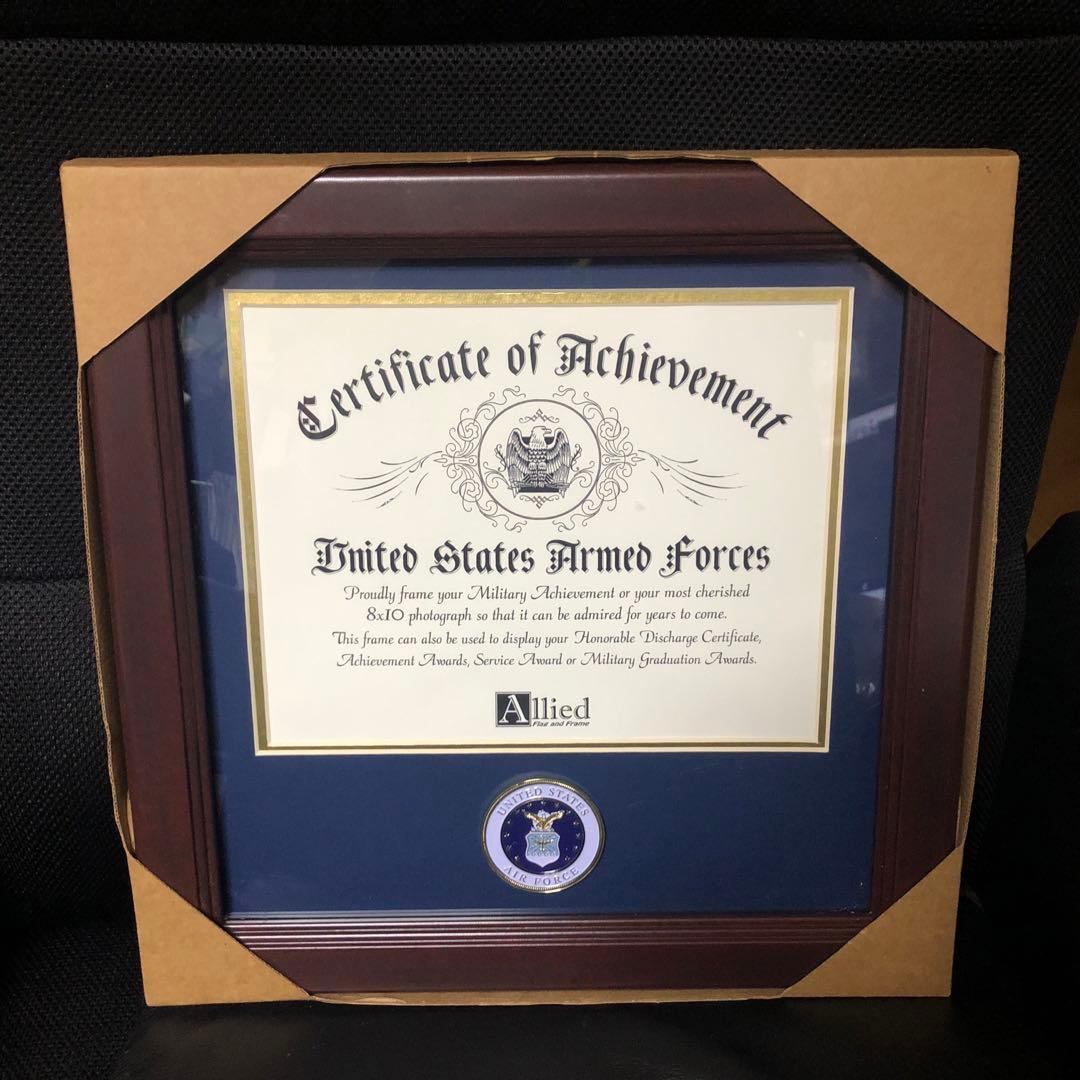 Certificate of Achievement
United States Armed Forces
Proudly frame your Military Achievement or your most cherished
8x10 photograph so that it can be admired for years to come.
This frame can also be used to display your Honorable Discharge Certificate,
Achievement Awards, Service Award or Military Graduation Awards.
Allied
Flag and Frame
UNITED STATES
AIR FORCE